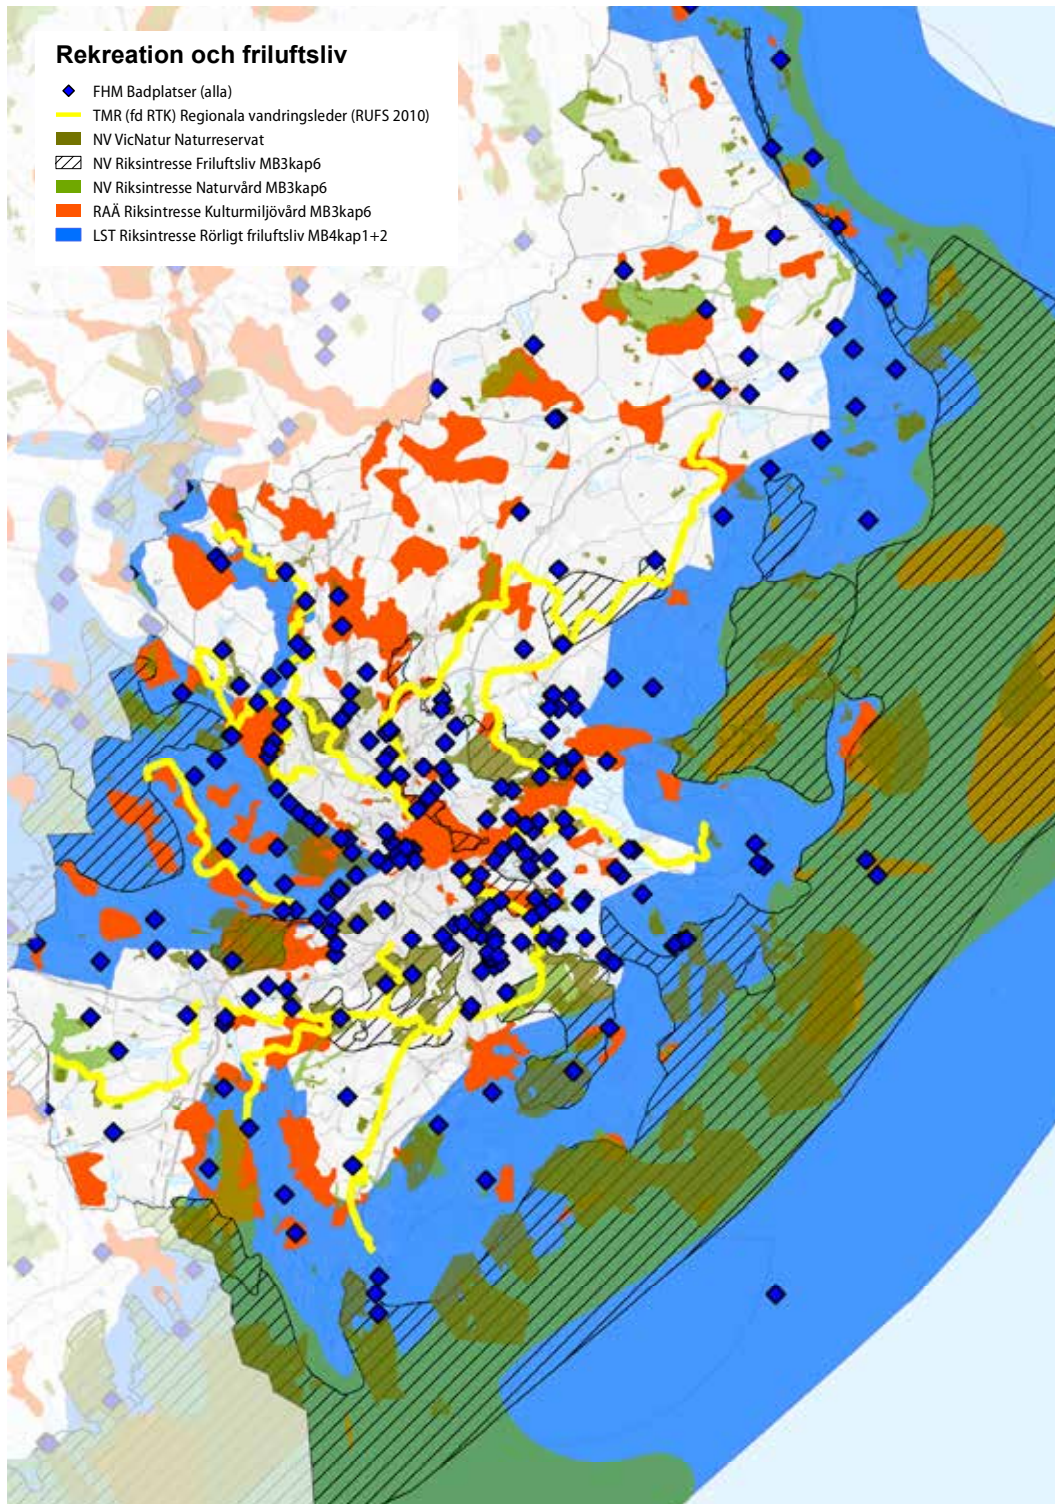 Rekreation och friluftsliv
FHM Badplatser (alla)
TMR (fd RTK) Regionala vandringsleder (RUFS 2010)
NV VicNatur Naturreservat
NV Riksintresse Friluftsliv MB3kap6
NV Riksintresse Naturvård MB3kap6
RAÄ Riksintresse Kulturmiljövård MB3kap6
LST Riksintresse Rörligt friluftsliv MB4kap1+2